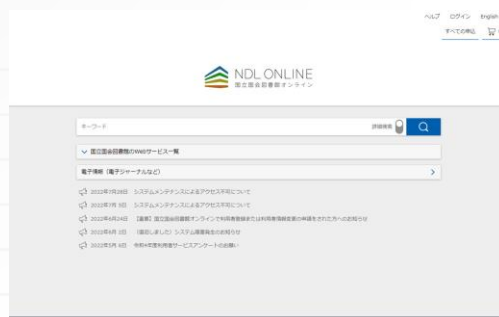 ヘルプ ログイン English
すべての申込
NDL ONLINE
国立国会図書館オンライン
キーワード 詳細検索
国立国会図書館のWebサービス一覧
電子情報（電子ジャーナルなど）
2022年7月28日 システムメンテナンスによるアクセス不可について
2022年7月 5日 システムメンテナンスによるアクセス不可について
2022年6月24日 【重要】国立国会図書館オンラインで利用者登録または利用者情報変更の申請をされた方へのお知らせ
2022年6月 2日 （復旧しました）システム障害発生のお知らせ
2022年5月 6日 令和4年度利用者サービスアンケートのお願い